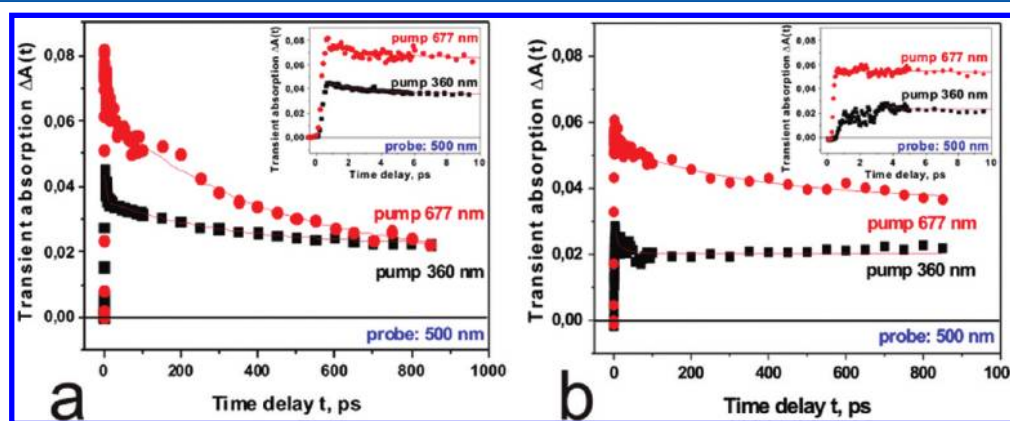 Transient absorption ΔA(t)
0,08
0,06
0,04
0,02
0,00
0
200
400
600
800
1000
Time delay t, ps
pump 677 nm
pump 360 nm
probe: 500 nm
a
Transient absorption ΔA(t)
0,08
0,06
0,04
0,02
0,00
0
2
4
6
8
10
Time delay, ps
pump 677 nm
pump 360 nm
probe: 500 nm
Transient absorption ΔA(t)
0,08
0,06
0,04
0,02
0,00
0
200
400
600
800
100
Time delay t, ps
pump 677 nm
pump 360 nm
probe: 500 nm
b
Transient absorption ΔA(t)
0,08
0,06
0,04
0,02
0,00
0
2
4
6
8
10
Time delay, ps
pump 677 nm
pump 360 nm
probe: 500 nm